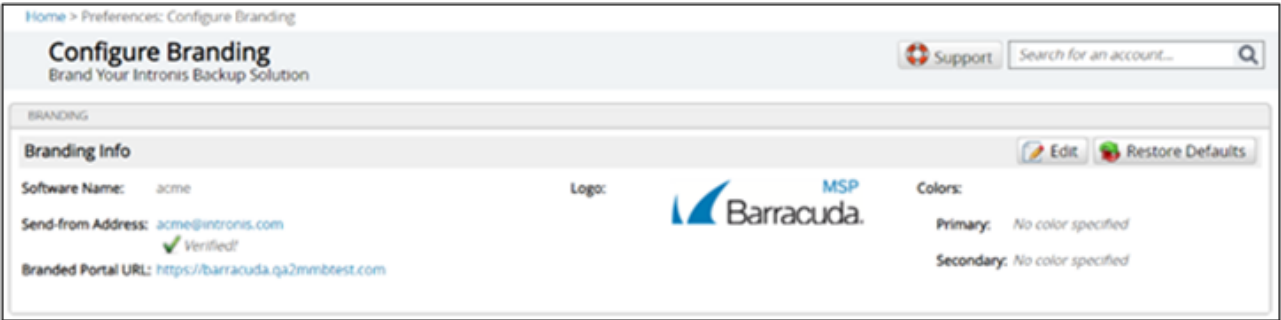 Home > Preferences: Configure Branding
Configure Branding
Brand Your Intronis Backup Solution
Support
Search for an account...
BRANDING
Branding Info
Edit
Restore Defaults
Software Name: acme
Logo:
MSP
Barracuda.
Colors:
Send-from Address: acme@intronis.com
Primary: No color specified
Verified!
Secondary: No color specified
Branded Portal URL: https://barracuda.qa2mmbtest.com